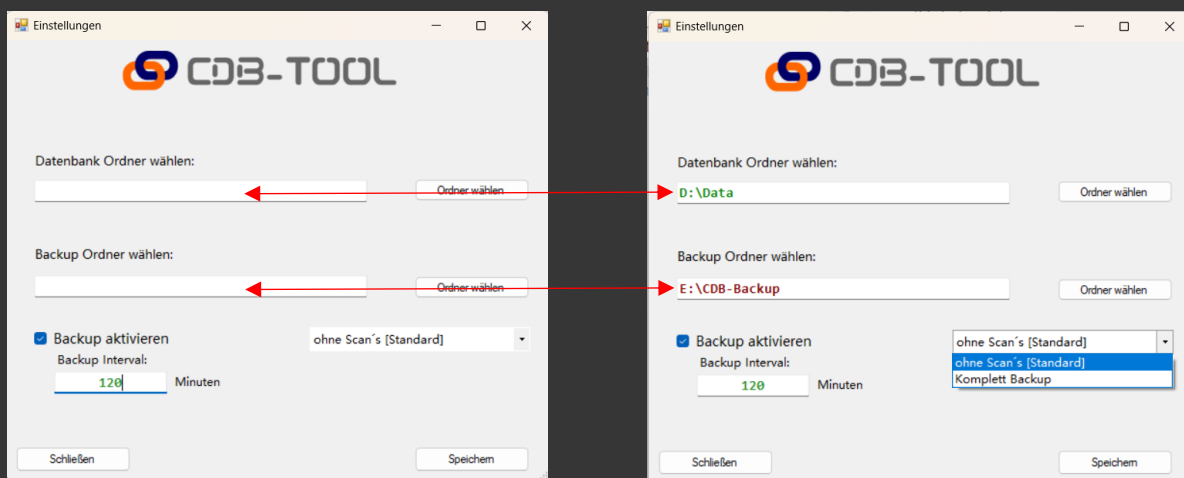 Einstellungen
CDB-TOOL
Datenbank Ordner wählen:
Ordner wählen
Backup Ordner wählen:
Ordner wählen
Backup aktivieren
ohne Scan´s [Standard]
Backup Interval:
120 Minuten
Schließen
Speichern
Einstellungen
CDB-TOOL
Datenbank Ordner wählen:
D:\Data
Ordner wählen
Backup Ordner wählen:
E:\CDB-Backup
Ordner wählen
Backup aktivieren
ohne Scan´s [Standard]
ohne Scan´s [Standard]
Komplett Backup
Backup Interval:
120 Minuten
Schließen
Speichern